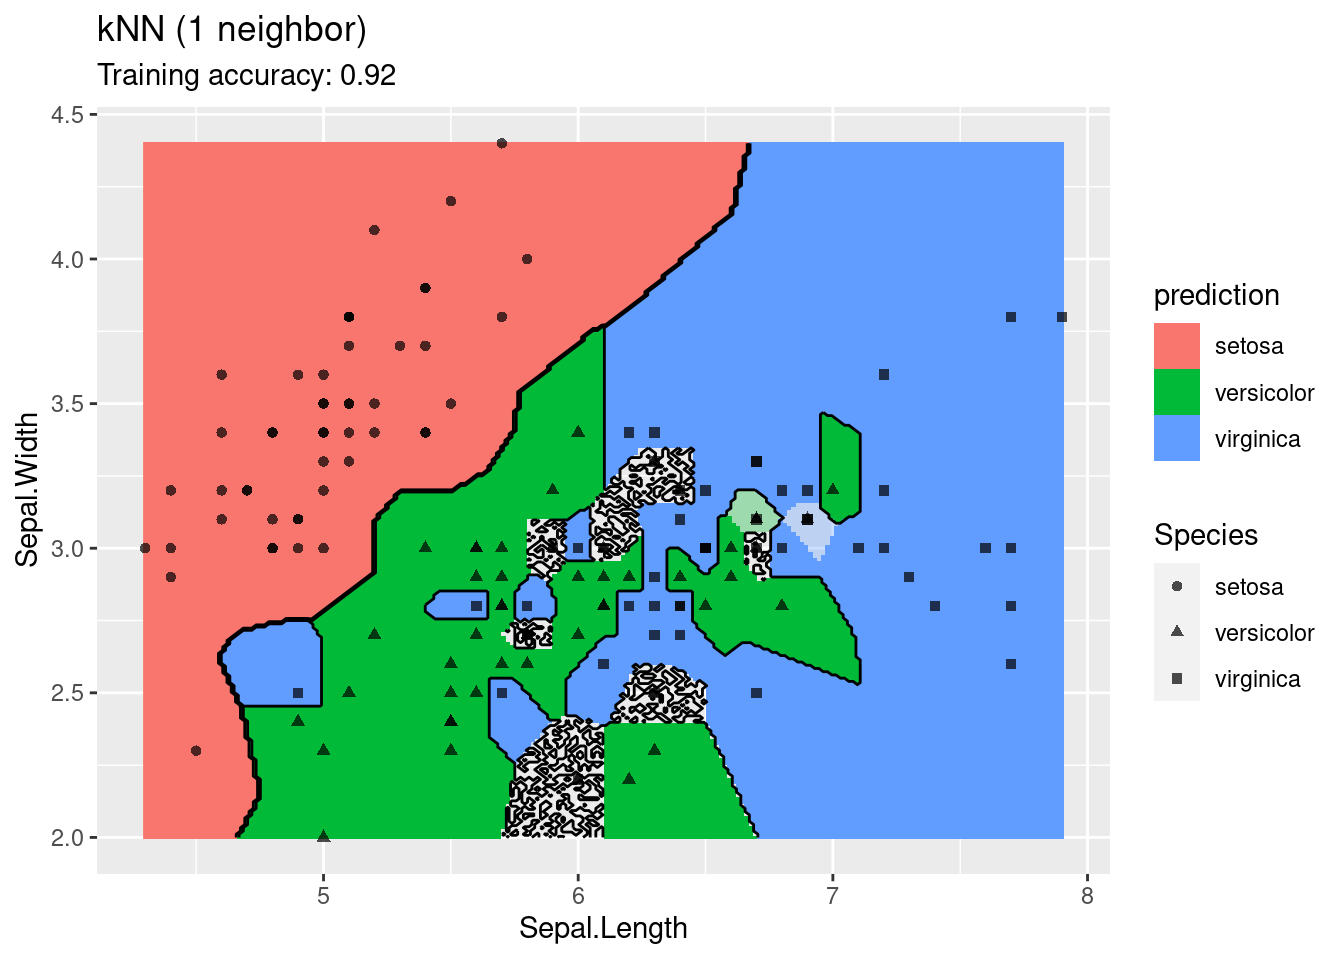 kNN (1 neighbor)
Training accuracy: 0.92
4.5
4.0
3.5
3.0
2.5
2.0
Sepal.Width
5
6
7
8
Sepal.Length
prediction
setosa
versicolor
virginica
Species
setosa
versicolor
virginica